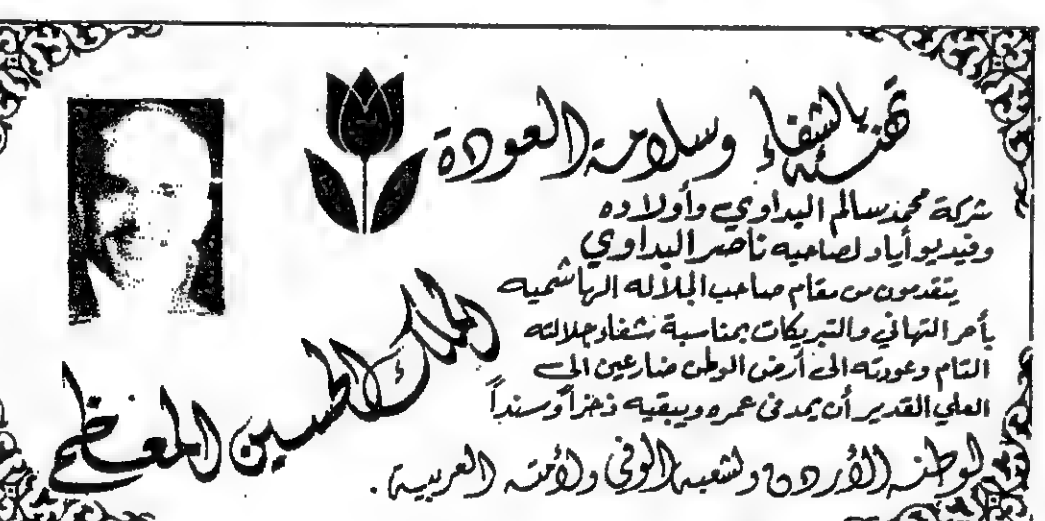 تهنئة بالشفاء وسلامة العودة
شركة محمد سالم البداوي وأولاده
وفيديو أياد لصاحبه ناصر البداوي
يتقدمون من مقام صاحب الجلاله الهاشميه
الملك الحسين المعظم
بأحر التهاني والتبريكات بمناسبة شفاء جلالته
التام وعودته الى أرض الوطن ضارعين الى
العلي القدير أن يمد في عمره ويبقيه ذخراً وسنداً
لوطنه الأردن ولشعبه الوفي ولأمته العربية.